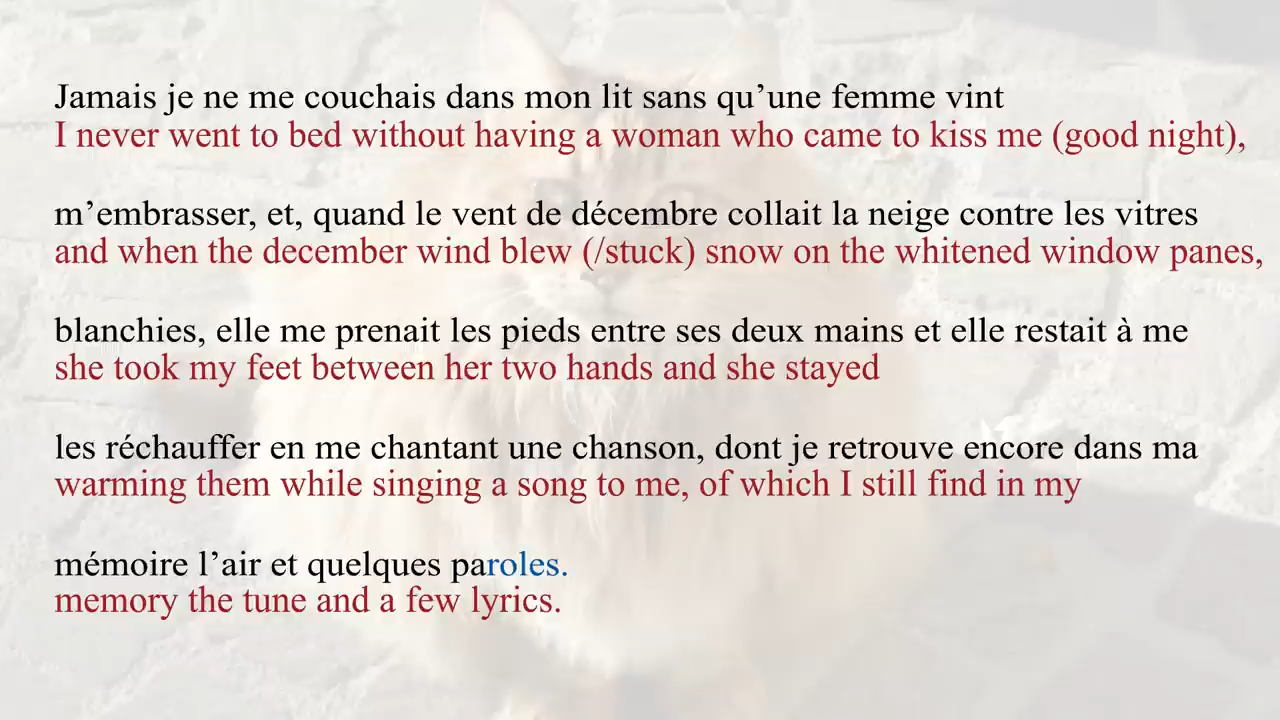 Jamais je ne me couchais dans mon lit sans qu’une femme vint
I never went to bed without having a woman who came to kiss me (good night),
m’embrasser, et, quand le vent de décembre collait la neige contre les vitres
and when the december wind blew (/stuck) snow on the whitened window panes,
blanchies, elle me prenait les pieds entre ses deux mains et elle restait à me
she took my feet between her two hands and she stayed
les réchauffer en me chantant une chanson, dont je retrouve encore dans ma
warming them while singing a song to me, of which I still find in my
mémoire l’air et quelques paroles.
memory the tune and a few lyrics.